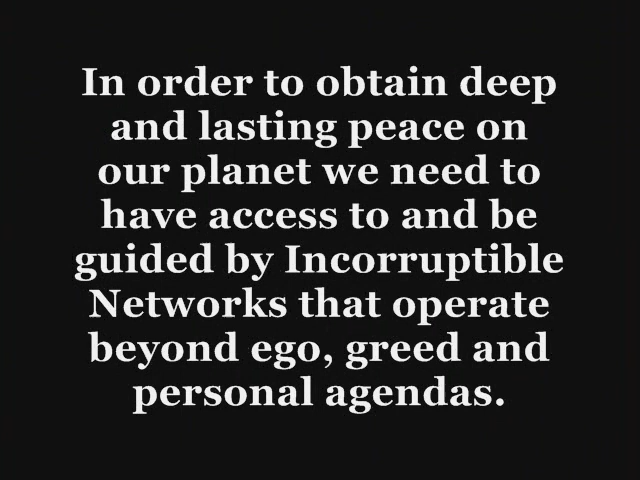 In order to obtain deep
and lasting peace on
our planet we need to
have access to and be
guided by Incorruptible
Networks that operate
beyond ego, greed and
personal agendas.